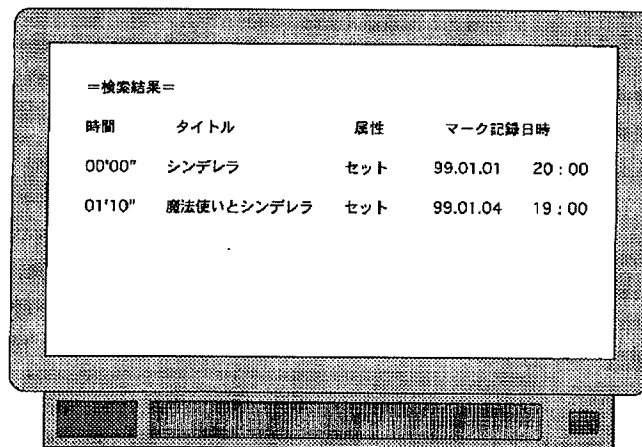 =検索結果=
時間 タイトル 属性 マーク記録日時
00'00" シンデレラ セット 99.01.01 20:00
01'10" 魔法使いとシンデレラ セット 99.01.04 19:00